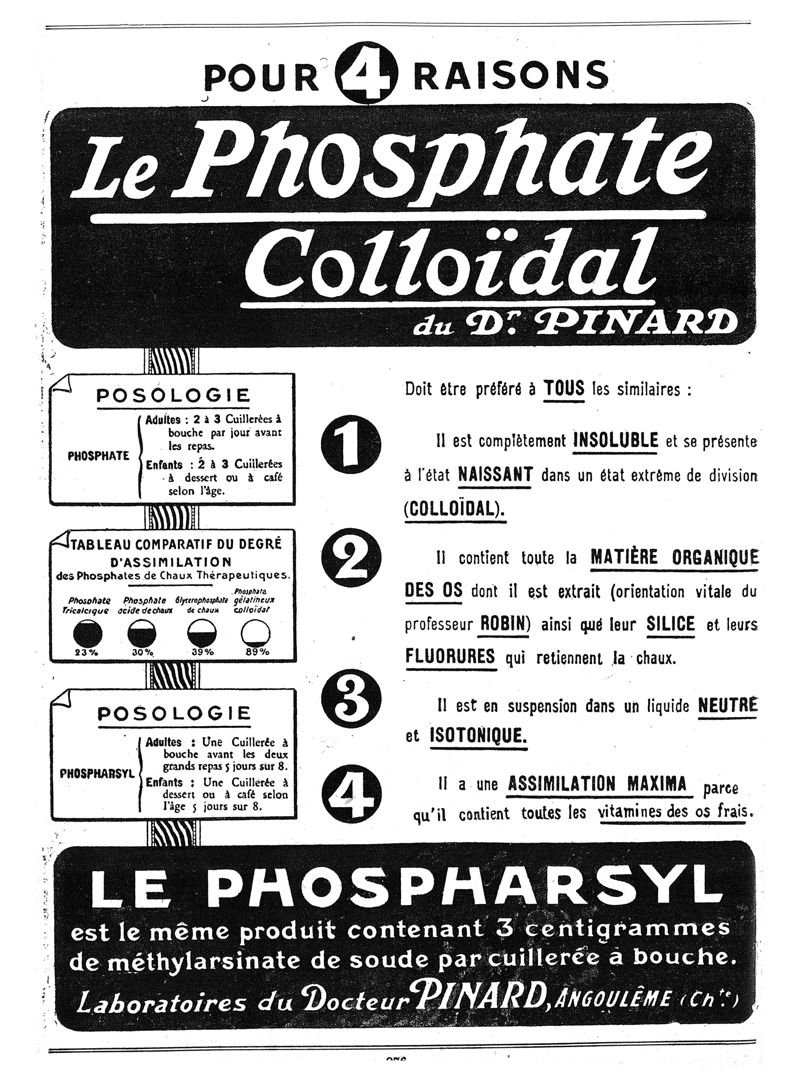 POUR 4 RAISONS
Le Phosphate
Colloïdal
du Dr. PINARD
POSOLOGIE
PHOSPHATE
Adultes : 2 à 3 Cuillerées à
bouche par jour avant
les repas.
Enfants : 2 à 3 Cuillerées
à dessert ou à café
selon l'âge.
TABLEAU COMPARATIF DU DEGRÉ
D'ASSIMILATION
des Phosphates de Chaux Thérapeutiques.
Phosphate Tricalcique
Phosphate acide de chaux
Glycérophosphate de chaux
Phosphate gélatineux colloïdal
23% 30% 39% 89%
POSOLOGIE
PHOSPHARSYL
Adultes : Une Cuillerée à
bouche avant les deux
grands repas 5 jours sur 8.
Enfants : Une Cuillerée à
dessert ou à café selon
l'âge 5 jours sur 8.
Doit être préféré à TOUS les similaires :
1
Il est complètement INSOLUBLE et se présente
à l'état NAISSANT dans un état extrême de division
(COLLOÏDAL).
2
Il contient toute la MATIÈRE ORGANIQUE
DES OS dont il est extrait (orientation vitale du
professeur ROBIN) ainsi qué leur SILICE et leurs
FLUORURES qui retiennent la chaux.
3
Il est en suspension dans un liquide NEUTRE
et ISOTONIQUE.
4
Il a une ASSIMILATION MAXIMA parce
qu'il contient toutes les vitamines des os frais.
LE PHOSPHARSYL
est le même produit contenant 3 centigrammes
de méthylarsinate de soude par cuillerée à bouche.
Laboratoires du Docteur PINARD, ANGOULÊME (Chte)